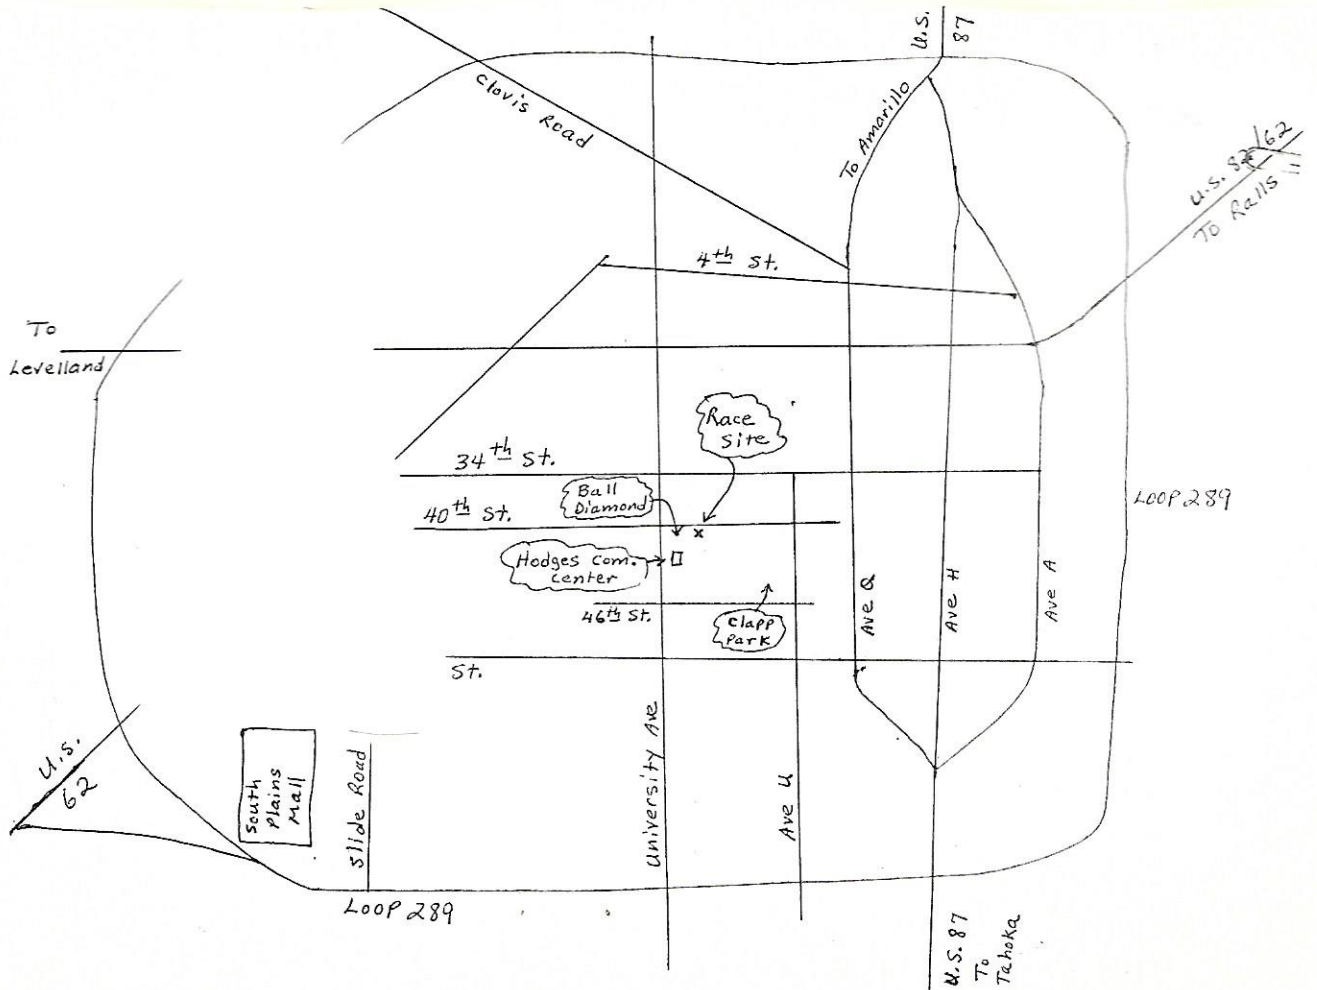 U.S.
87
Clovis Road
To Amarillo
U.S. 82/62
To Ralls
4th St.
To
Levelland
Race
Site
34th St.
Ball
Diamond
40th St.
LOOP 289
Hodges Com.
Center
46th St.
Clapp
Park
Ave Q
Ave H
Ave A
St.
U.S.
62
South
Plains
Mall
Slide Road
University Ave
Ave U
LOOP 289
U.S. 87
To
Tahoka